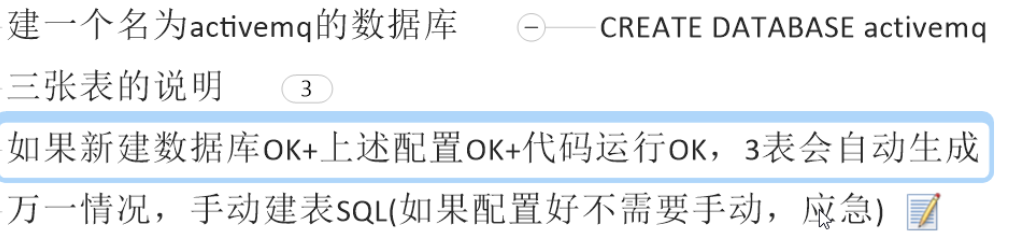 建一个名为activemq的数据库 CREATE DATABASE activemq
三张表的说明 3
如果新建数据库OK+上述配置OK+代码运行OK，3表会自动生成
万一情况，手动建表SQL(如果配置好不需要手动，应急)